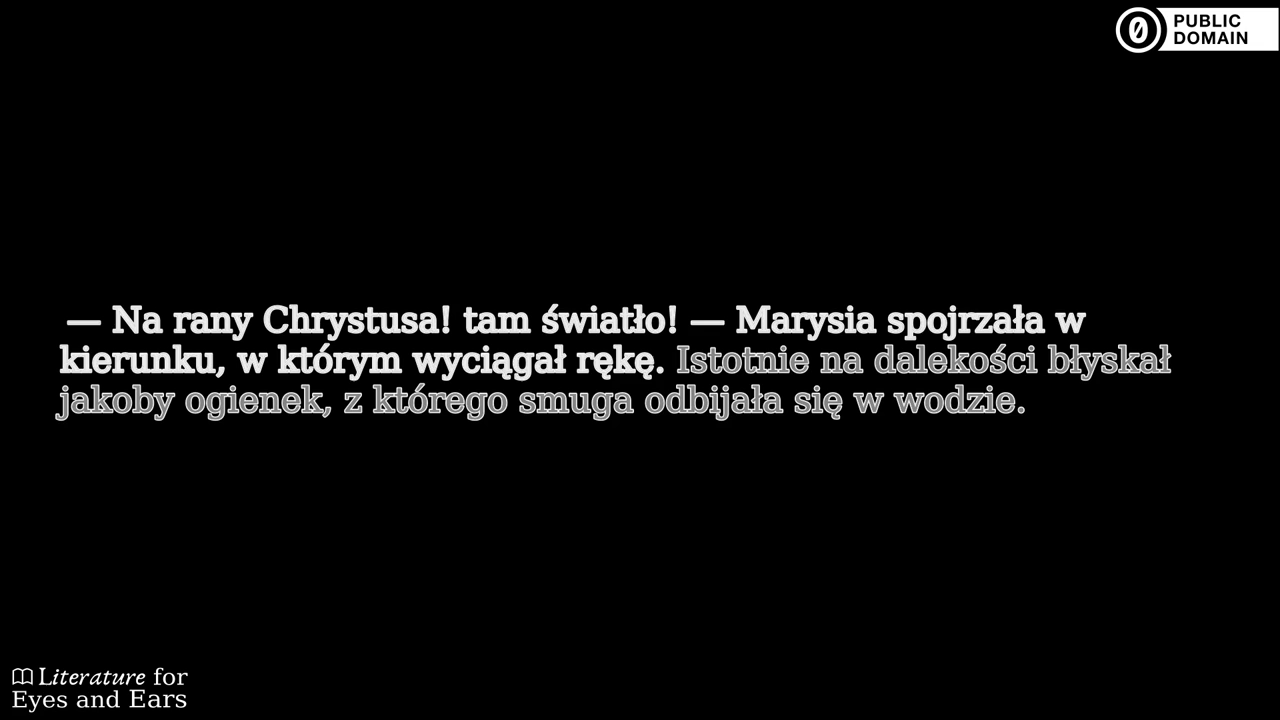 PUBLIC
DOMAIN
— Na rany Chrystusa! tam światło! — Marysia spojrzała w
kierunku, w którym wyciągał rękę. Istotnie na dalekości błyskał
jakoby ogienek, z którego smuga odbijała się w wodzie.
Literature for
Eyes and Ears